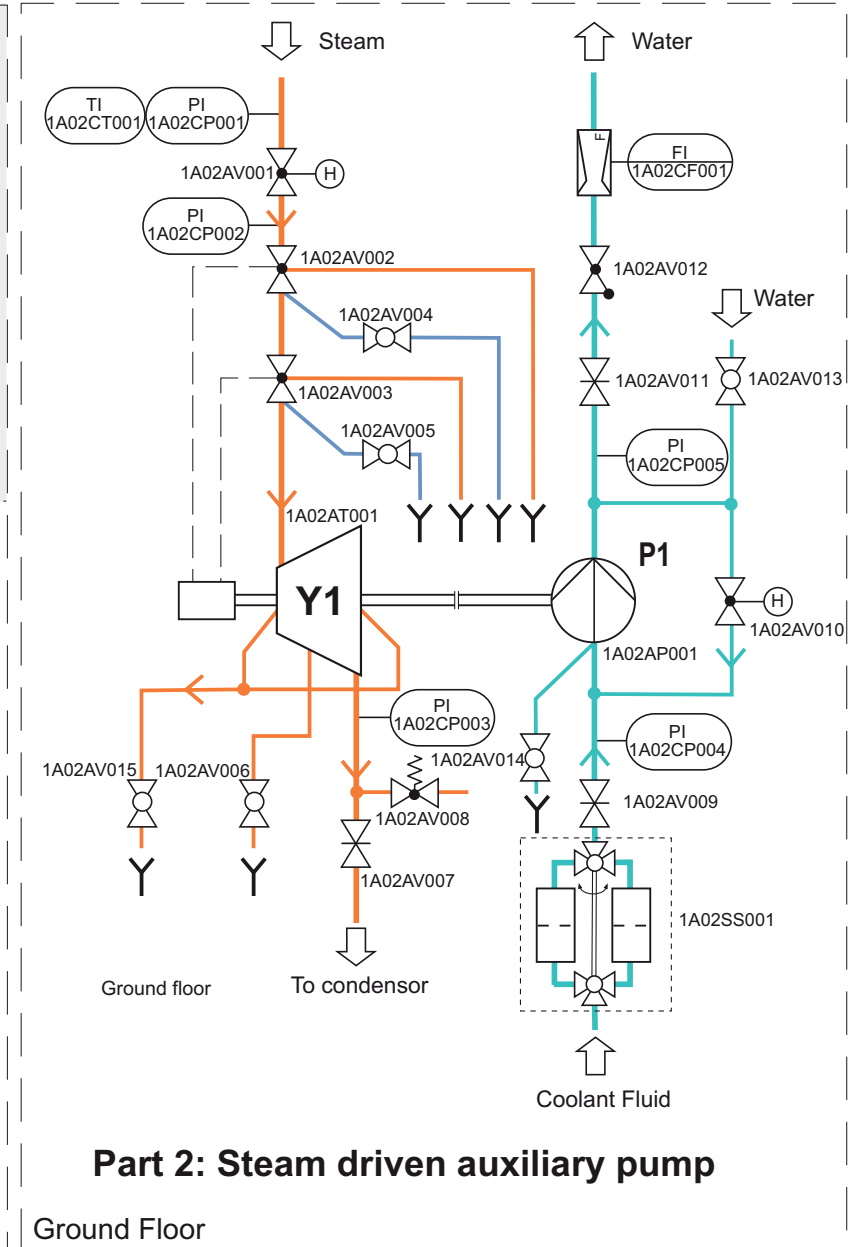 Steam
Water
TI
1A02CT001
PI
1A02CP001
F
FI
1A02CF001
1A02AV001
H
PI
1A02CP002
1A02AV002
1A02AV012
Water
1A02AV004
1A02AV003
1A02AV011
1A02AV013
1A02AV005
PI
1A02CP005
1A02AT001
P1
Y1
H
1A02AV010
1A02AP001
PI
1A02CP003
PI
1A02CP004
1A02AV015
1A02AV006
1A02AV014
1A02AV008
1A02AV009
1A02AV007
1A02SS001
Ground floor
To condensor
Coolant Fluid
Part 2: Steam driven auxiliary pump
Ground Floor